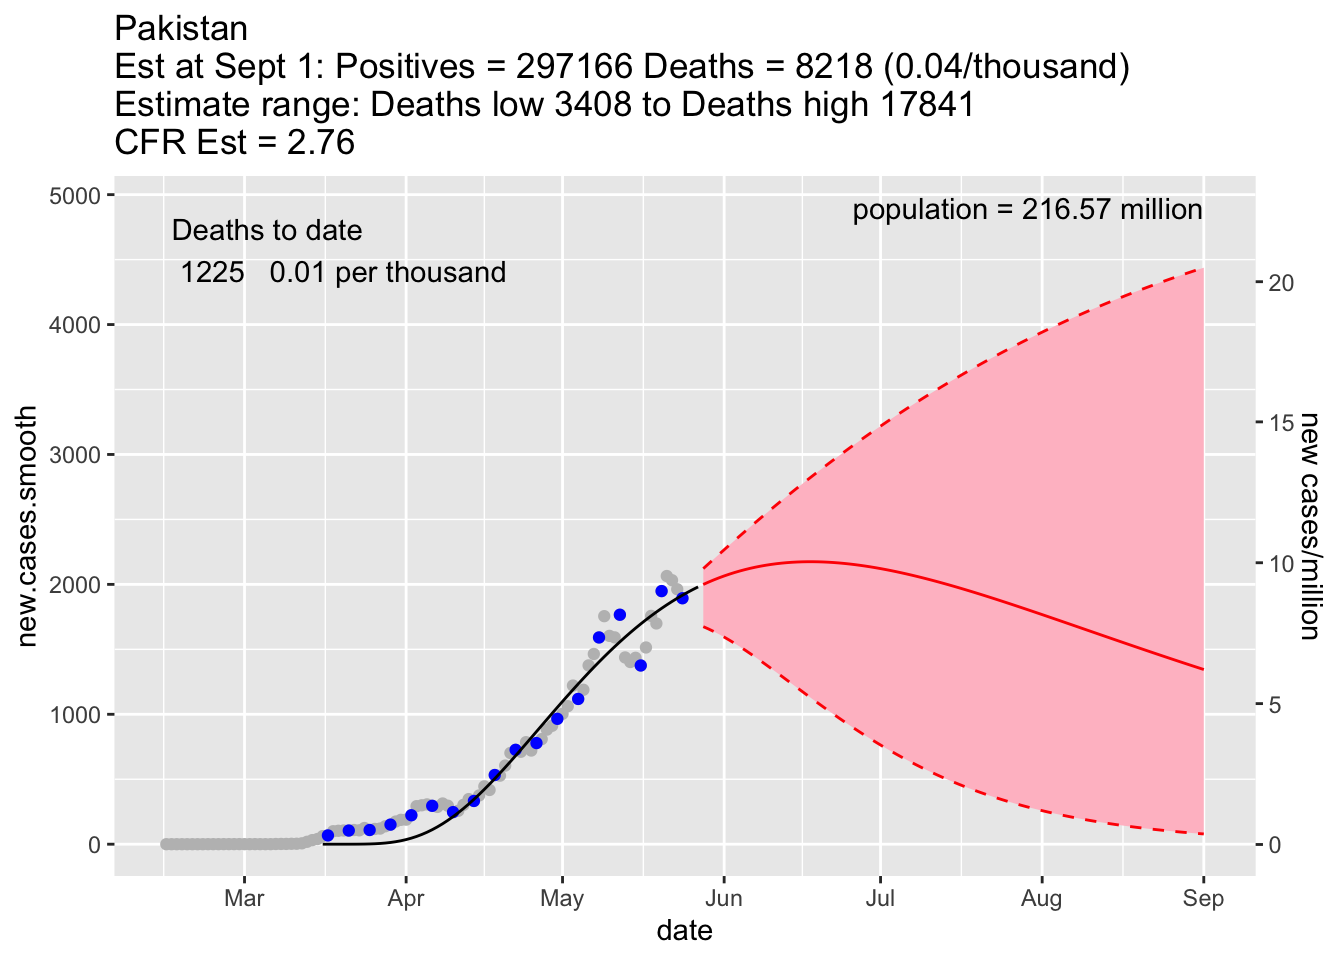 Pakistan
Est at Sept 1: Positives = 297166 Deaths = 8218 (0.04/thousand)
Estimate range: Deaths low 3408 to Deaths high 17841
CFR Est = 2.76
population = 216.57 million
Deaths to date
1225 0.01 per thousand
5000
4000
3000
2000
1000
0
new.cases.smooth
20
15
10
5
0
new cases/million
Mar Apr May Jun Jul Aug Sep
date